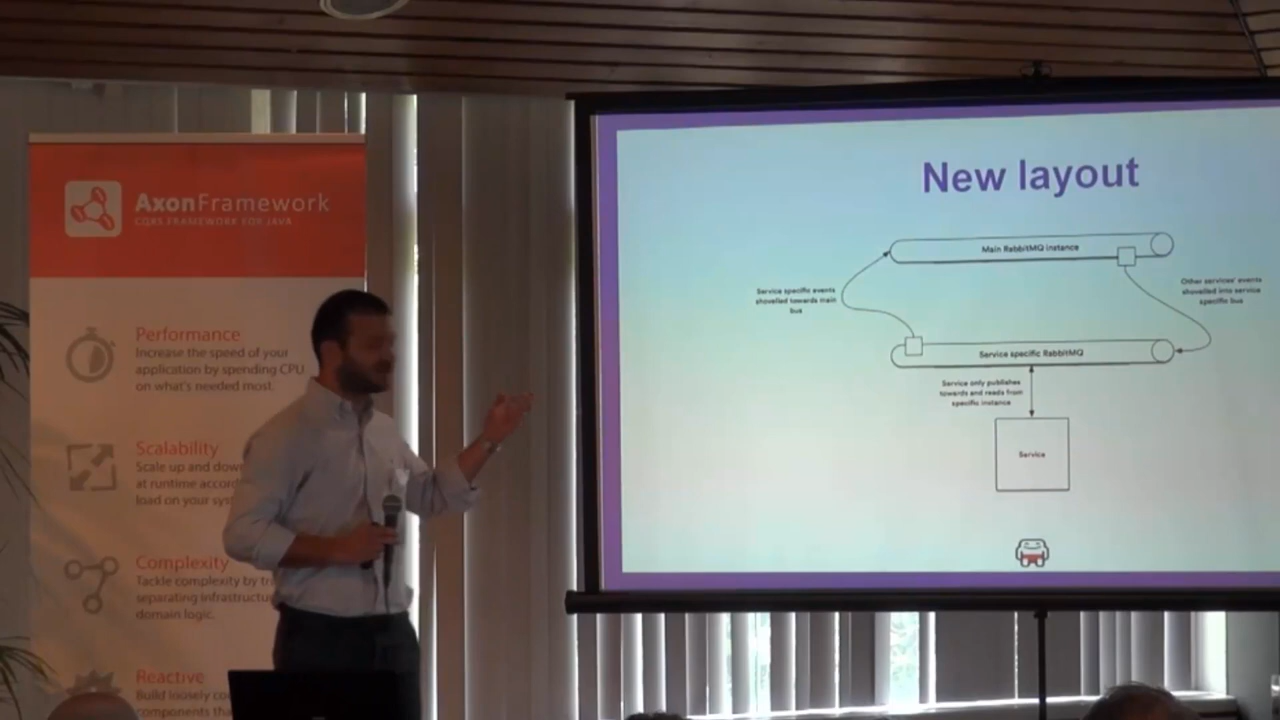 AxonFramework
CQRS FRAMEWORK FOR JAVA
Performance
Increase the speed of your
application by spending CPU
on what's needed most.
Scalability
Scale up and dow
at runtime accord
load on your sys
Complexity
Tackle complexity by
separating infrastructu
domain logic.
Reactive
Build loosely
components tha
New layout
Main RabbitMQ instance
Service specific events
shovelled towards main
bus
Other services' events
shovelled into service
specific bus
Service specific RabbitMQ
Service only publishes
towards and reads from
specific instance
Service